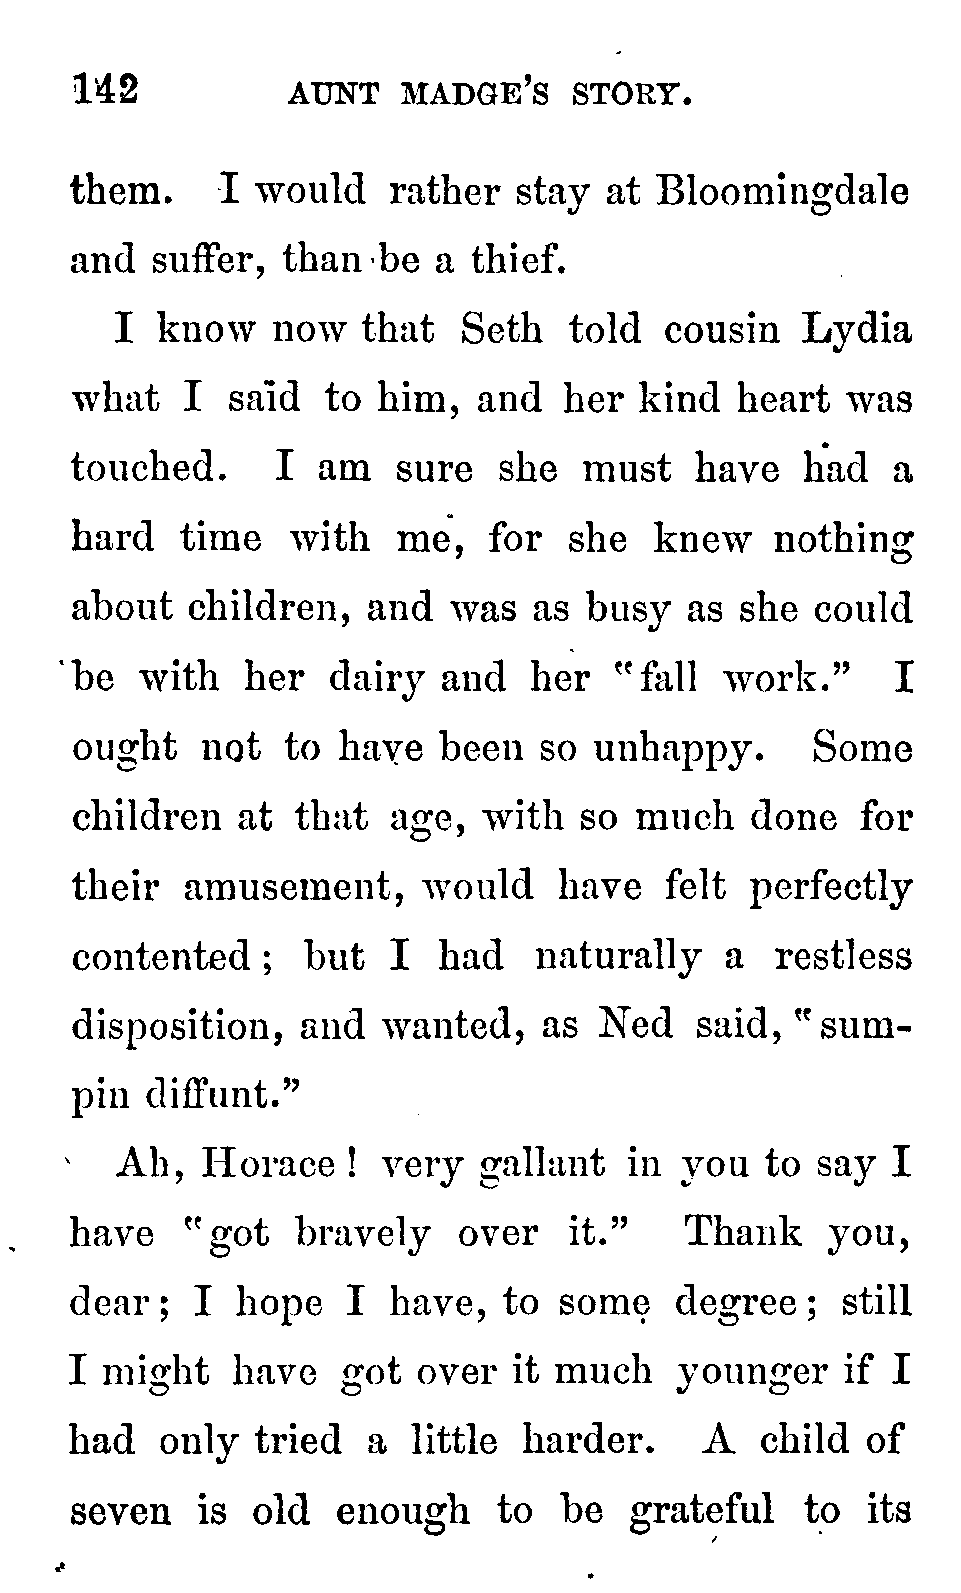 142 AUNT MADGE'S STORY.
them. I would rather stay at Bloomingdale
and suffer, than be a thief.
I know now that Seth told cousin Lydia
what I said to him, and her kind heart was
touched. I am sure she must have had a
hard time with me, for she knew nothing
about children, and was as busy as she could
be with her dairy and her "fall work." I
ought not to have been so unhappy. Some
children at that age, with so much done for
their amusement, would have felt perfectly
contented; but I had naturally a restless
disposition, and wanted, as Ned said, "sum-
pin diffunt."
Ah, Horace! very gallant in you to say I
have "got bravely over it." Thank you,
dear; I hope I have, to some degree; still
I might have got over it much younger if I
had only tried a little harder. A child of
seven is old enough to be grateful to its